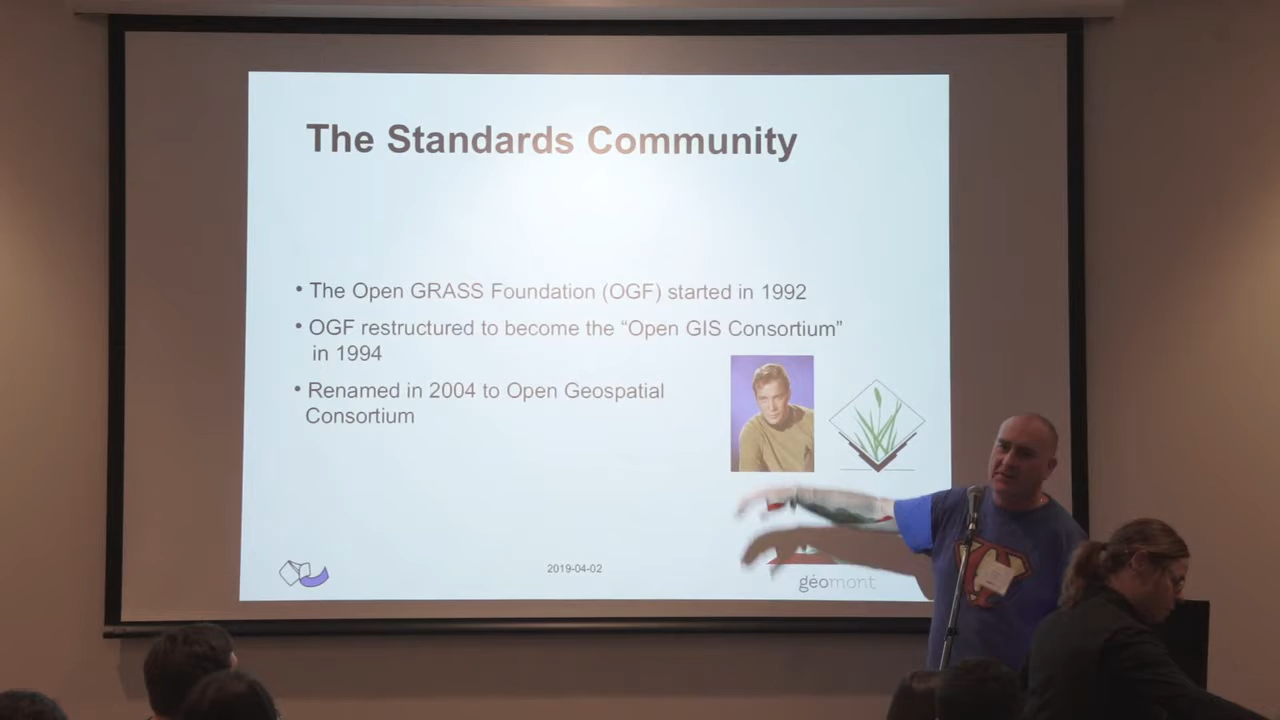 The Standards Community
• The Open GRASS Foundation (OGF) started in 1992
• OGF restructured to become the “Open GIS Consortium”
in 1994
• Renamed in 2004 to Open Geospatial
Consortium
2019-04-02
géomont